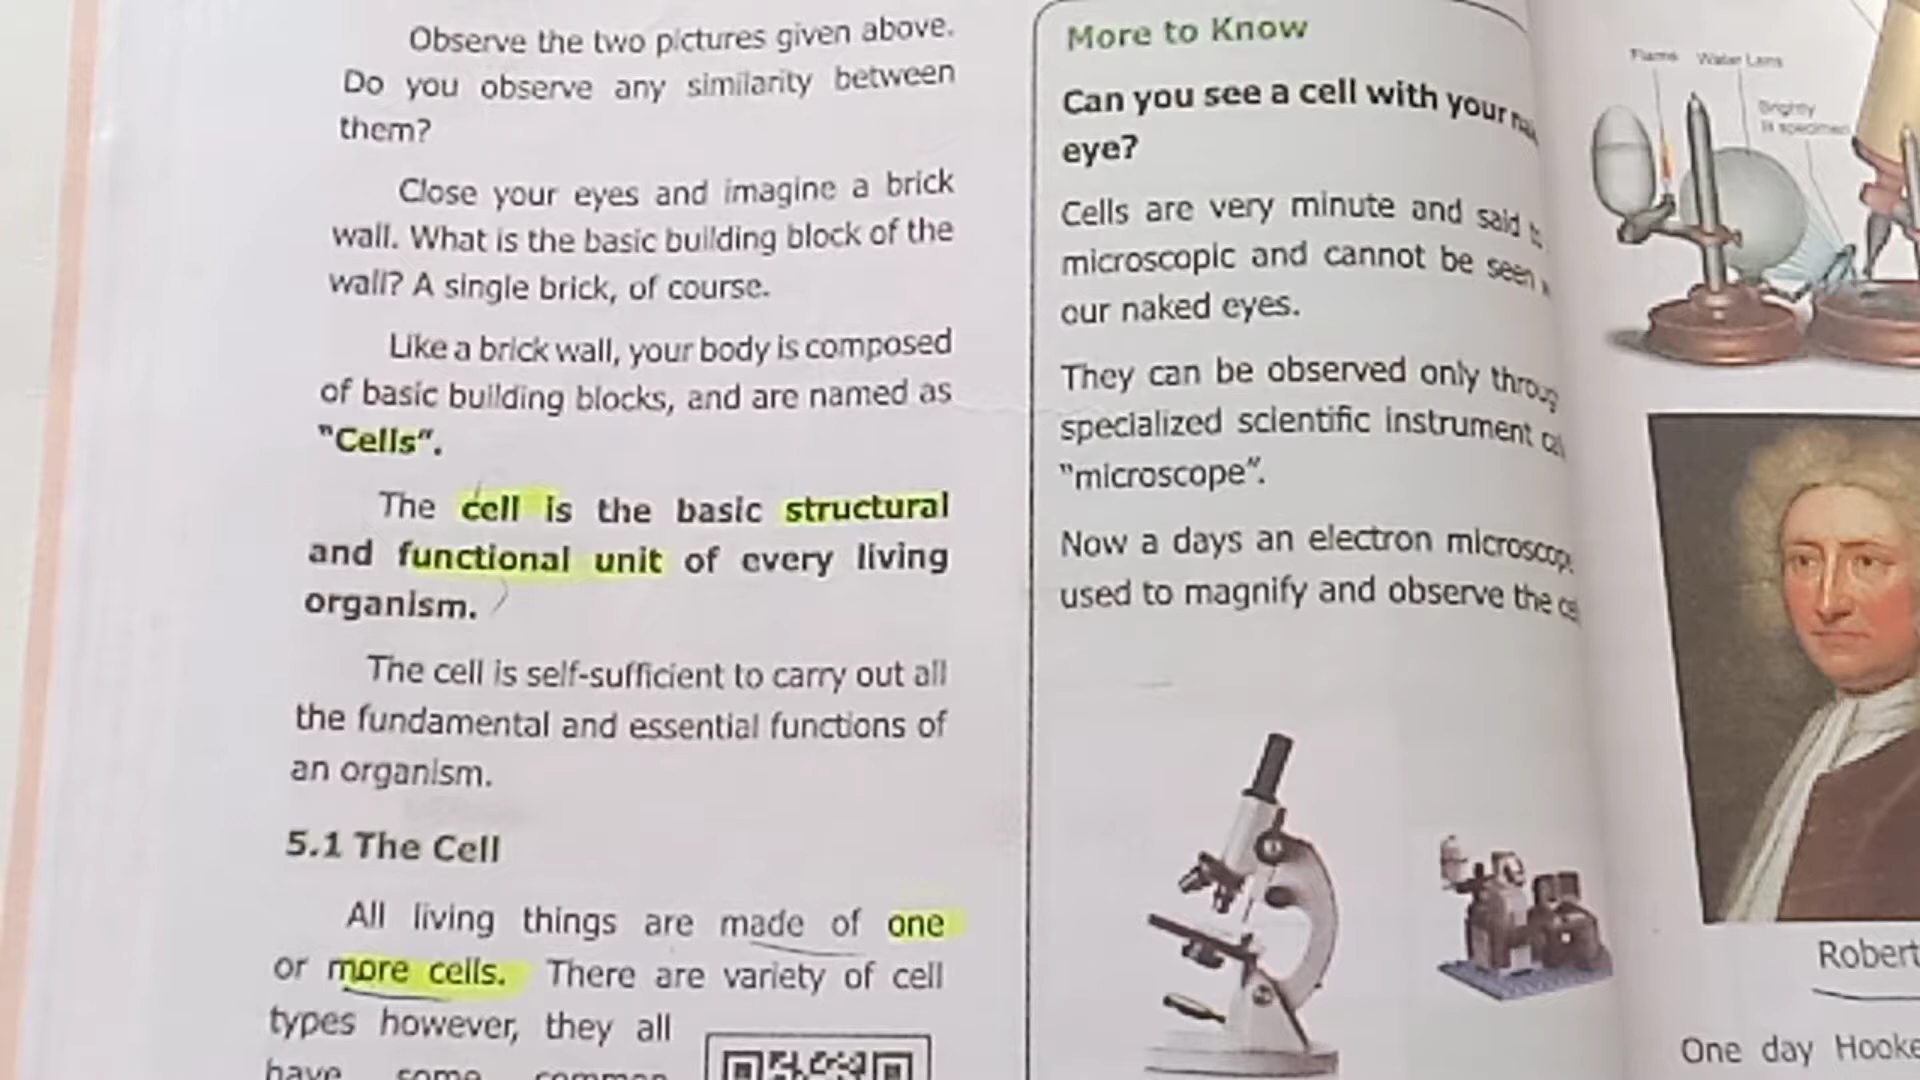 Observe the two pictures given above.
Do you observe any similarity between
them?
Close your eyes and imagine a brick
wall. What is the basic building block of the
wall? A single brick, of course.
Like a brick wall, your body is composed
of basic building blocks, and are named as
"Cells".
The cell is the basic structural
and functional unit of every living
organism.
The cell is self-sufficient to carry out all
the fundamental and essential functions of
an organism.
5.1 The Cell
All living things are made of one
or more cells. There are variety of cell
types however, they all
have some common
More to Know
Can you see a cell with your
eye?
Cells are very minute and said
microscopic and cannot be seen
our naked eyes.
They can be observed only
specialized scientific instrument
"microscope".
Now a days an electron
used to magnify and observe the
Flame Water Lens
Brightly
Robert
One day Hooke